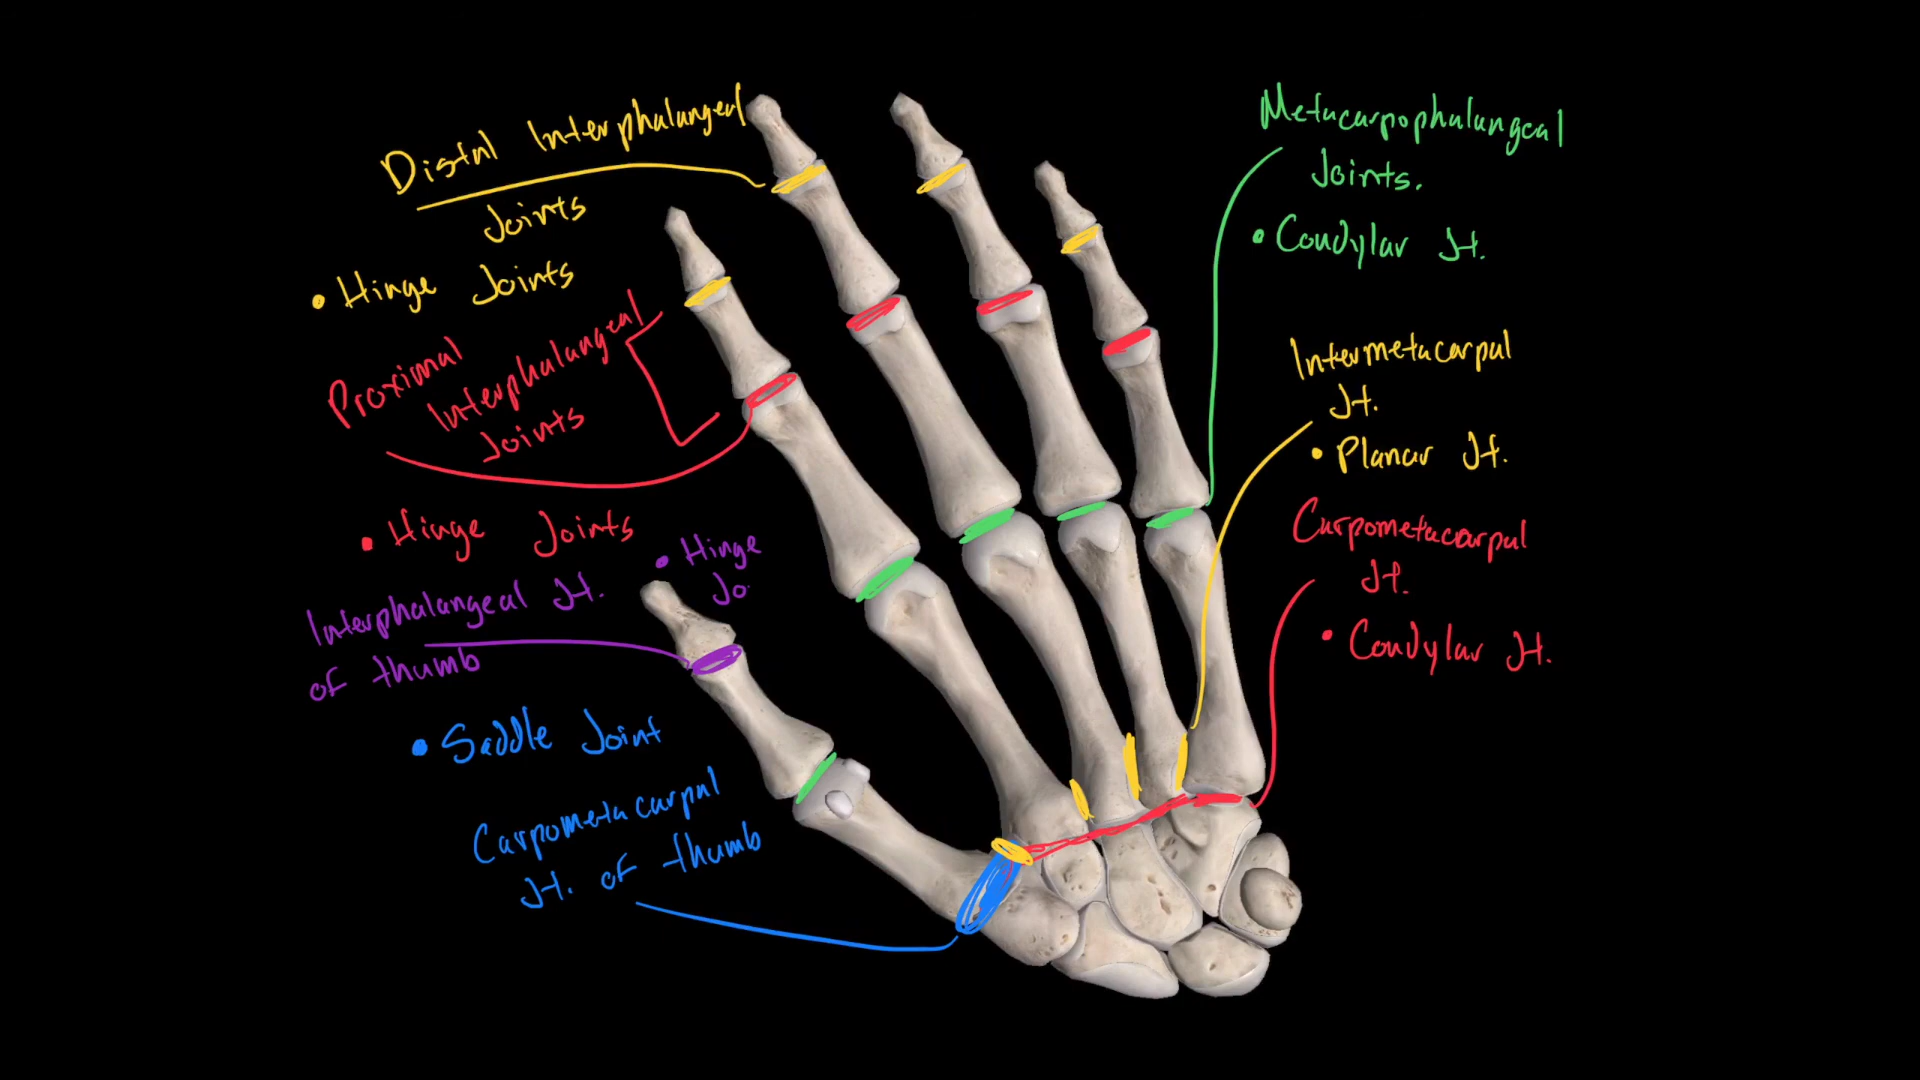 Distal Interphalangeal
Joints
• Hinge Joints
Proximal
Interphalangeal
Joints
• Hinge Joints
Interphalangeal Jt.
of thumb
• Hinge
Jo
• Saddle Joint
Carpometacarpal
Jt. of thumb
Metacarpophalangeal
Joints.
• Condylar Jt.
Intermetacarpal
Jt.
• Planar Jt.
Carpometacarpal
Jt.
• Condylar Jt.